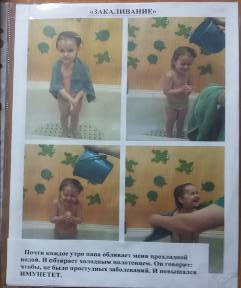 «ЗАКАЛИВАНИЕ»
Почти каждое утро папа обливает меня прохладной
водой. И обтирает холодным полотенцем. Он говорит:
чтобы, не было простудных заболеваний. И повышался
ИМУНЕТЕТ.